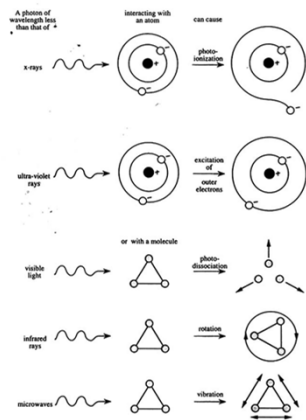 A photon of
wavelength less
than that of
interacting with
an atom
can cause
x-rays
photo-
ionization
ultra-violet
rays
excitation
of
outer
electrons
or with a molecule
visible
light
photo-
dissociation
infrared
rays
rotation
microwaves
vibration